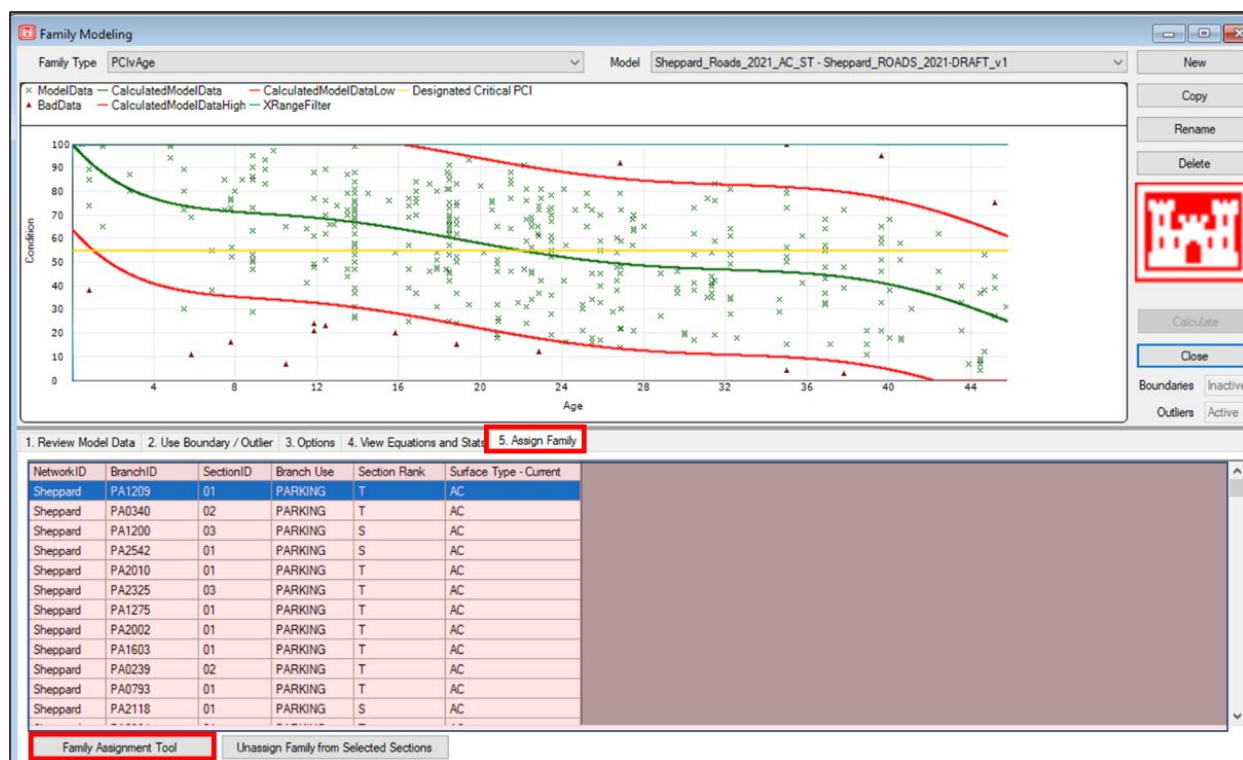 Family Modeling
Family Type PCIvAge Model Sheppard_Roads_2021_AC_ST - Sheppard_ROADS_2021-DRAFT_v1 New
ModelData CalculatedModelData CalculatedModelDataLow Designated Critical PCI
BadData CalculatedModelDataHigh XRangeFilter
Copy
Rename
Delete
100
90
80
70
60
50
40
30
20
10
0
Condition
4 8 12 16 20 24 28 32 36 40 44
Age
Calculate
Close
Boundaries Inactive
Outliers Active
1. Review Model Data 2. Use Boundary / Outlier 3. Options 4. View Equations and Stats 5. Assign Family
NetworkID BranchID SectionID Branch Use Section Rank Surface Type - Current
Sheppard PA1209 01 PARKING T AC
Sheppard PA0340 02 PARKING T AC
Sheppard PA1200 03 PARKING S AC
Sheppard PA2542 01 PARKING S AC
Sheppard PA2010 01 PARKING T AC
Sheppard PA2325 03 PARKING T AC
Sheppard PA1275 01 PARKING T AC
Sheppard PA2002 01 PARKING T AC
Sheppard PA1603 01 PARKING T AC
Sheppard PA0239 02 PARKING T AC
Sheppard PA0793 01 PARKING T AC
Sheppard PA2118 01 PARKING S AC
Family Assignment Tool Unassign Family from Selected Sections